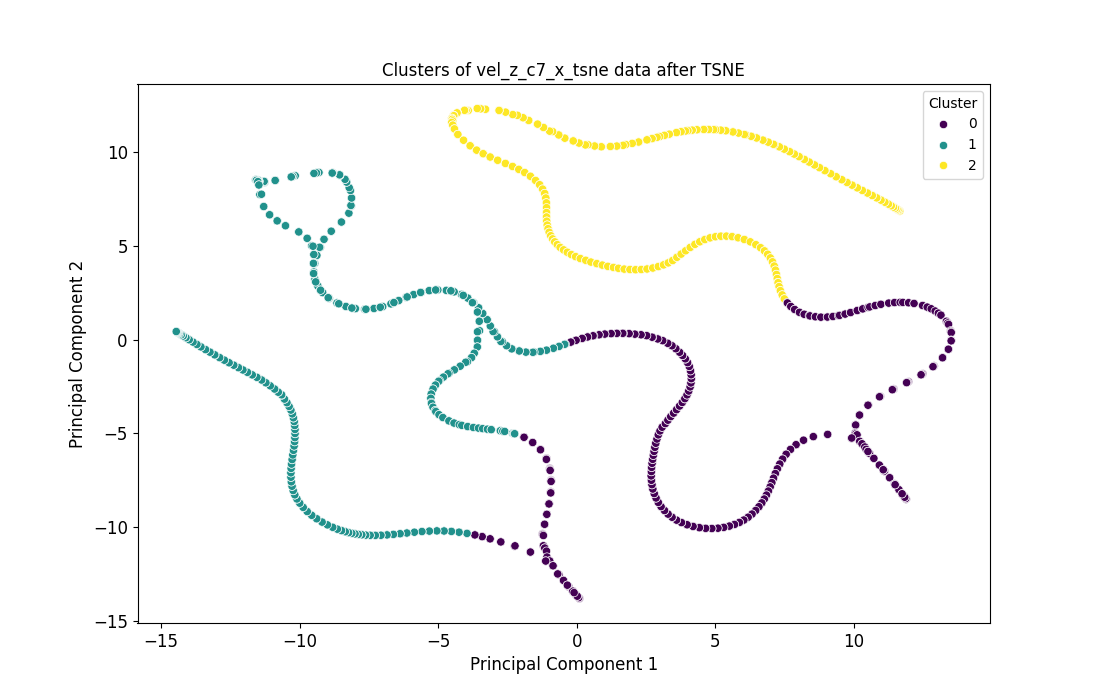 Clusters of vel_z_c7_x_tsne data after TSNE
Cluster
0
1
2
10
5
0
−5
−10
−15
Principal Component 2
−15 −10 −5 0 5 10
Principal Component 1